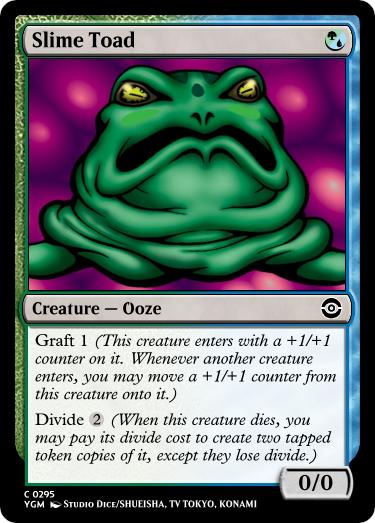 Slime Toad
Creature — Ooze
Graft 1 (This creature enters with a +1/+1
counter on it. Whenever another creature
enters, you may move a +1/+1 counter from
this creature onto it.)
Divide 2 (When this creature dies, you
may pay its divide cost to create two tapped
token copies of it, except they lose divide.)
0/0
C 0295
YGM Studio Dice/SHUEISHA, TV TOKYO, KONAMI